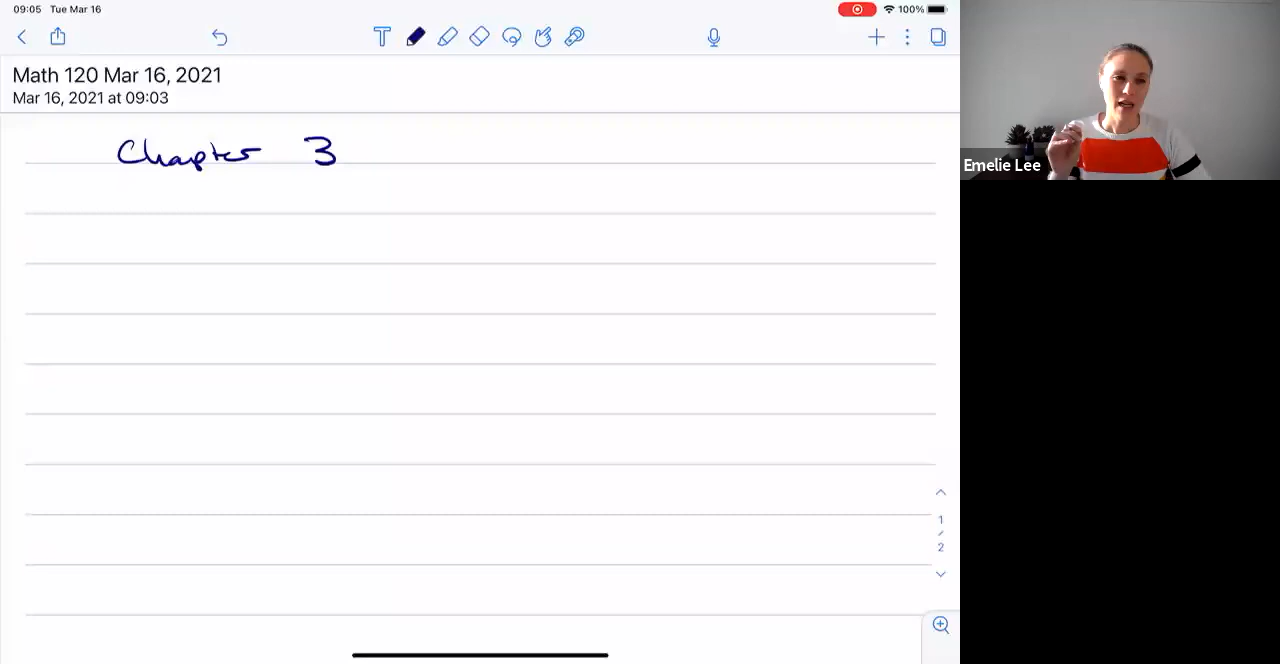 09:05 Tue Mar 16
100%
Math 120 Mar 16, 2021
Mar 16, 2021 at 09:03
Chapter 3
Emelie Lee
1
/
2